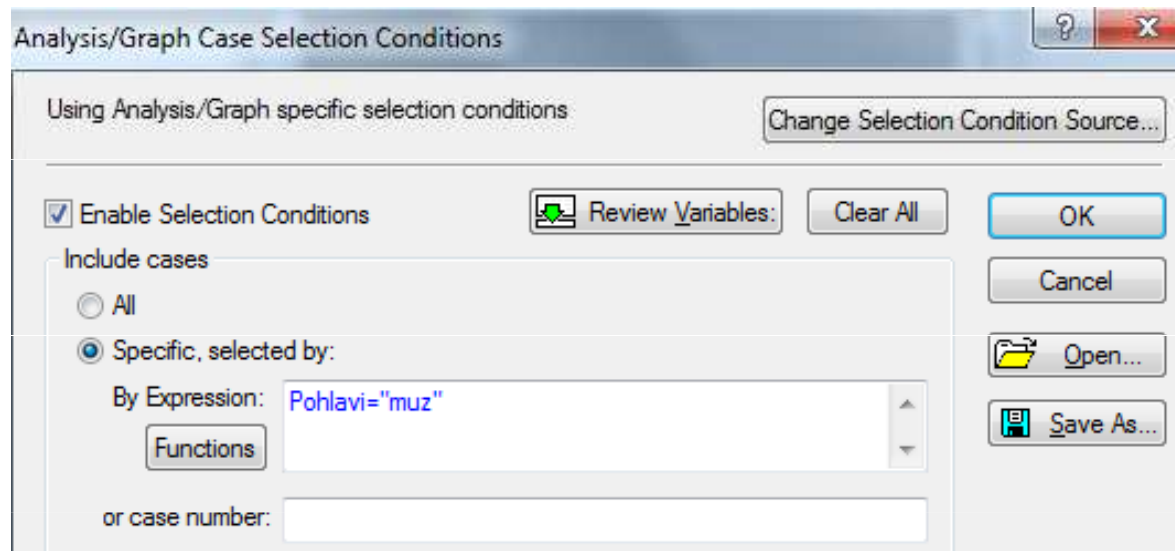 Analysis/Graph Case Selection Conditions
Using Analysis/Graph specific selection conditions
Change Selection Condition Source...
Enable Selection Conditions
Review Variables:
Clear All
OK
Include cases
Cancel
All
Specific, selected by:
Open...
By Expression:
Pohlavi="muz"
Functions
Save As...
or case number: